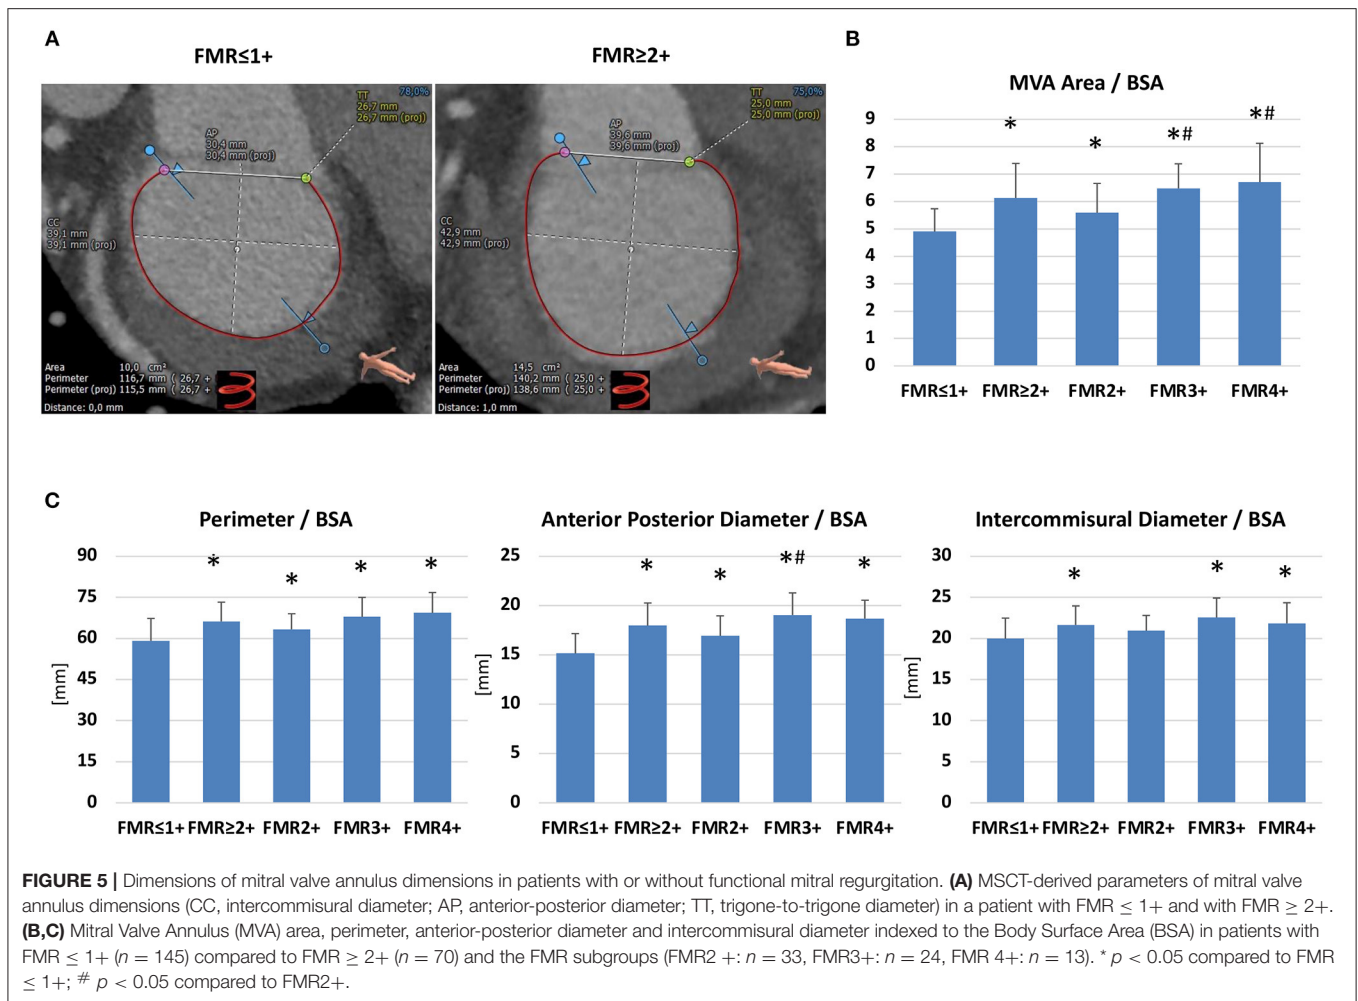 A
FMR≤1+
FMR≥2+
78,0%
TT
26,7 mm
26,7 mm (proj)
AP
30,4 mm
30,4 mm (proj)
CC
39,1 mm
39,1 mm (proj)
Area 10,0 cm²
Perimeter 116,7 mm ( 26,7 +
Perimeter (proj) 115,5 mm ( 26,7 +
Distance: 0,0 mm
75,0%
TT
25,0 mm
25,0 mm (proj)
AP
39,6 mm
39,6 mm (proj)
CC
42,9 mm
42,9 mm (proj)
Area 14,5 cm²
Perimeter 140,2 mm ( 25,0 +
Perimeter (proj) 138,6 mm ( 25,0 +
Distance: 1,0 mm
B
MVA Area / BSA
9
8
7
6
5
4
3
2
1
0
* * *# *#
FMR≤1+ FMR≥2+ FMR2+ FMR3+ FMR4+
C
Perimeter / BSA
90
75
60
45
30
15
0
[mm]
* * * *
FMR≤1+ FMR≥2+ FMR2+ FMR3+ FMR4+
Anterior Posterior Diameter / BSA
25
20
15
10
5
0
[mm]
* * *# *
FMR≤1+ FMR≥2+ FMR2+ FMR3+ FMR4+
Intercommisural Diameter / BSA
30
25
20
15
10
5
0
[mm]
* * *
FMR≤1+ FMR≥2+ FMR2+ FMR3+ FMR4+
FIGURE 5 | Dimensions of mitral valve annulus dimensions in patients with or without functional mitral regurgitation. (A) MSCT-derived parameters of mitral valve
annulus dimensions (CC, intercommisural diameter; AP, anterior-posterior diameter; TT, trigone-to-trigone diameter) in a patient with FMR ≤ 1+ and with FMR ≥ 2+.
(B,C) Mitral Valve Annulus (MVA) area, perimeter, anterior-posterior diameter and intercommisural diameter indexed to the Body Surface Area (BSA) in patients with
FMR ≤ 1+ (n = 145) compared to FMR ≥ 2+ (n = 70) and the FMR subgroups (FMR2 +: n = 33, FMR3+: n = 24, FMR 4+: n = 13). * p < 0.05 compared to FMR
≤ 1+; # p < 0.05 compared to FMR2+.